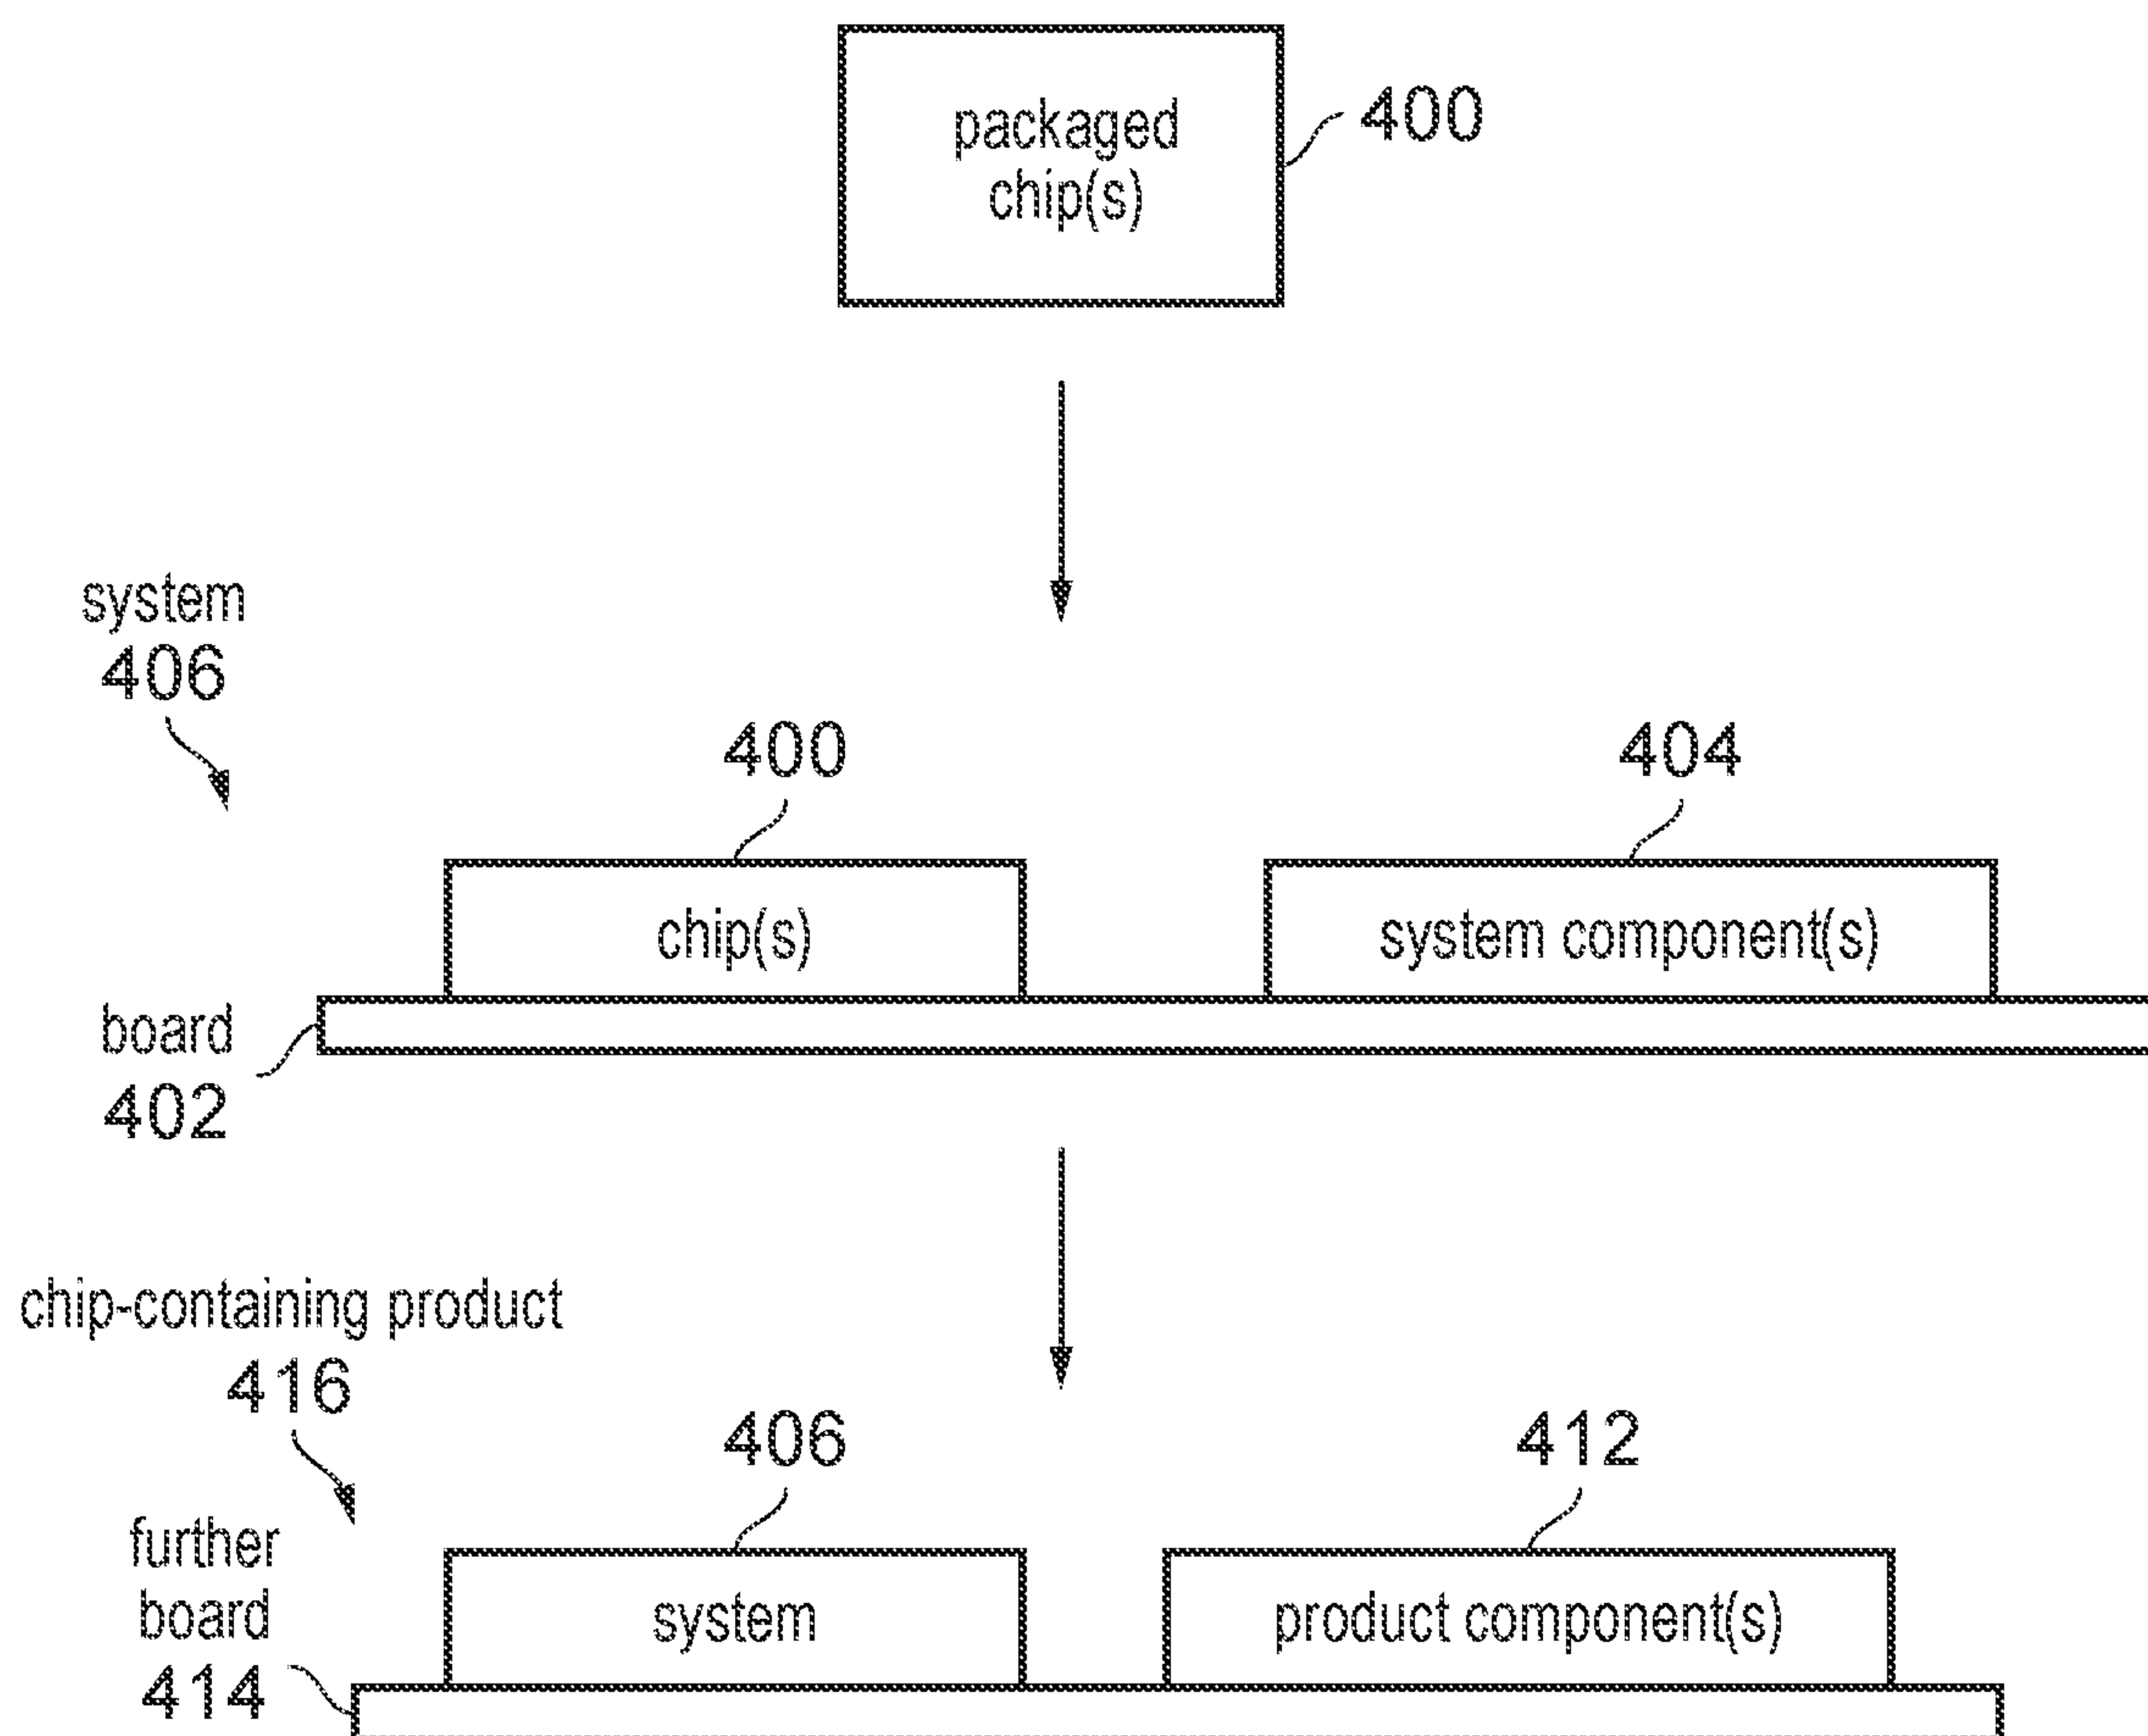 packaged
chip(s)
400
system
406
400
404
chip(s)
system component(s)
board
402
chip-containing product
416
406
412
further
board
414
system
product component(s)